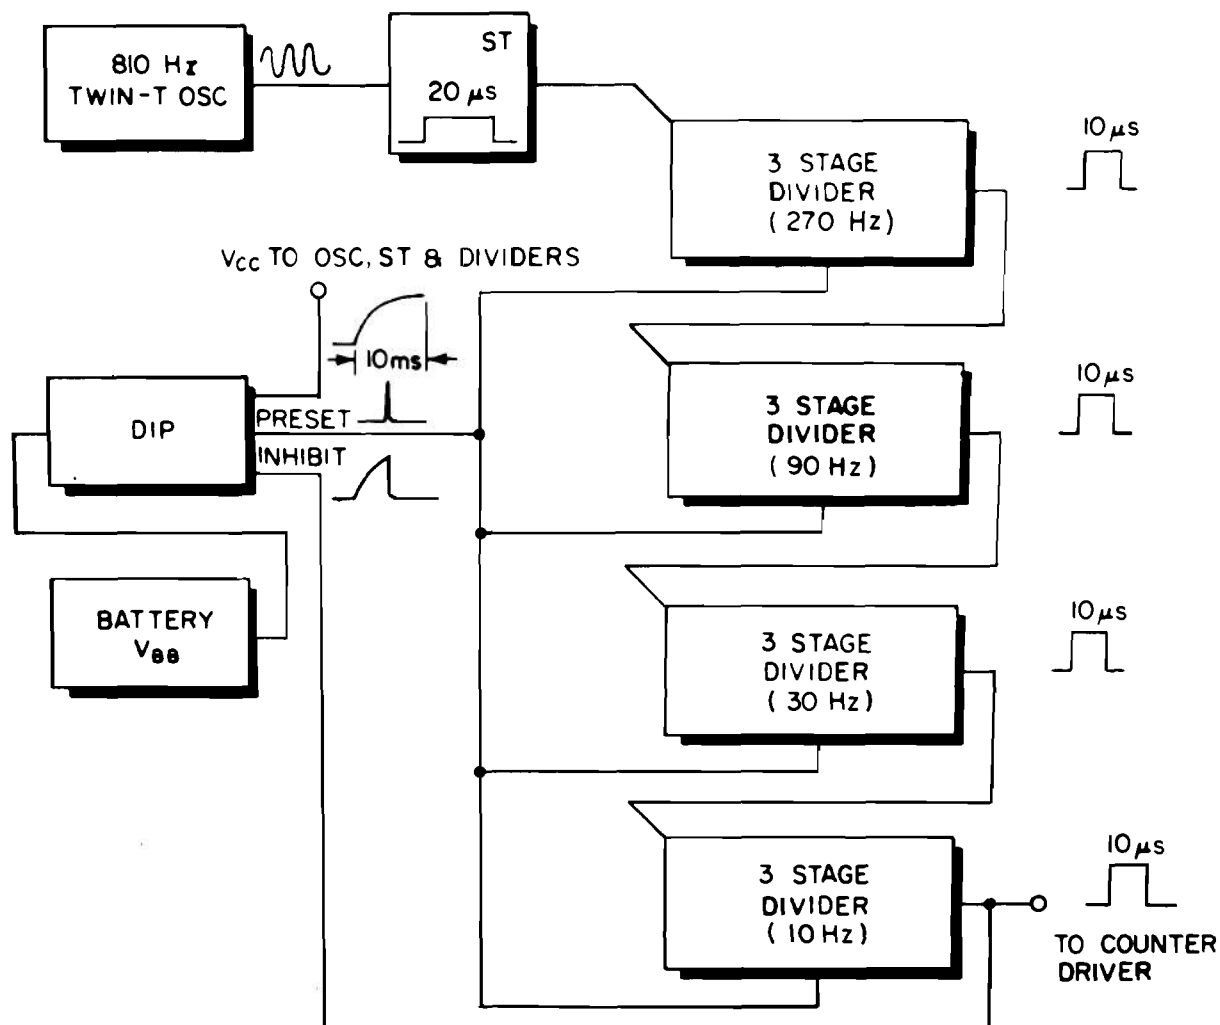 810 Hz
TWIN-T OSC
ST
20 μs
3 STAGE
DIVIDER
(270 Hz)
10 μs
VCC TO OSC, ST & DIVIDERS
10 ms
DIP
PRESET
INHIBIT
3 STAGE
DIVIDER
(90 Hz)
10 μs
BATTERY
VBB
3 STAGE
DIVIDER
(30 Hz)
10 μs
3 STAGE
DIVIDER
(10 Hz)
10 μs
TO COUNTER
DRIVER